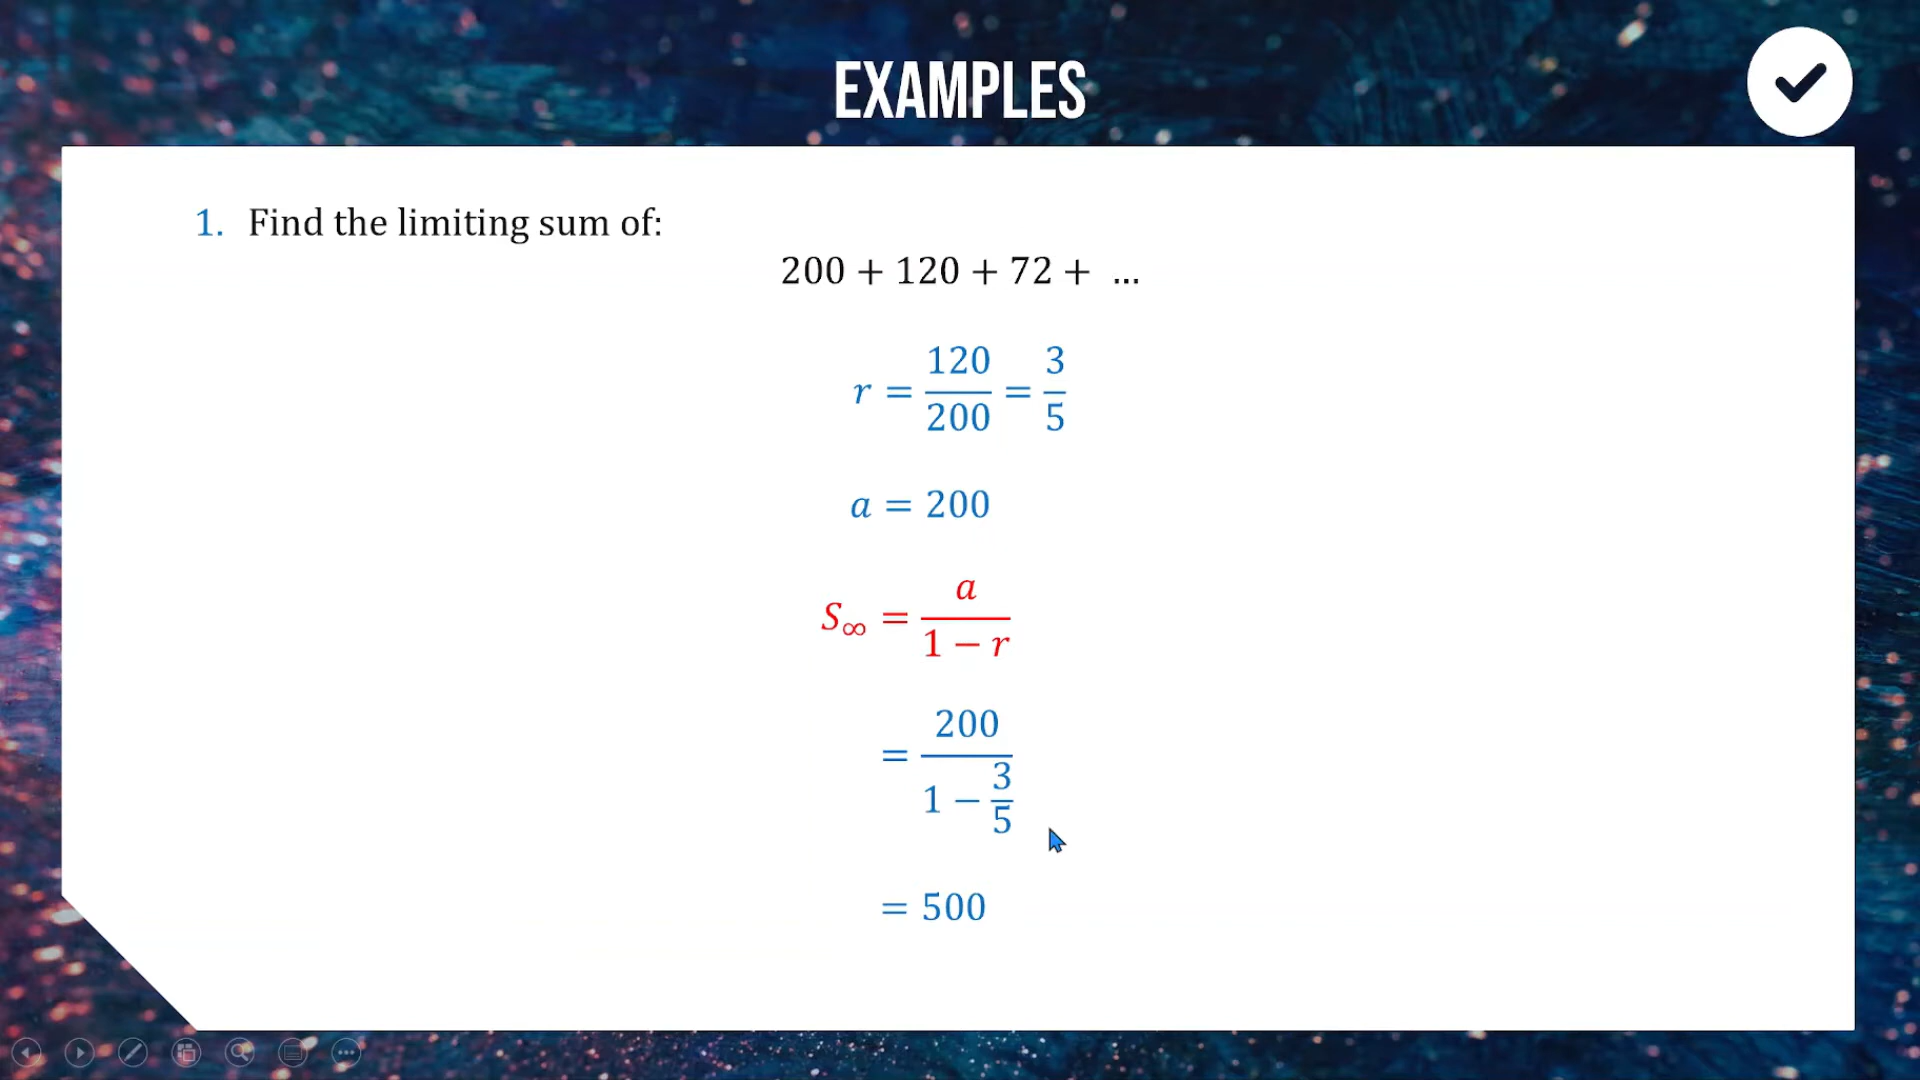 EXAMPLES
1. Find the limiting sum of:
200 + 120 + 72 + ...
r = 120/200 = 3/5
a = 200
S∞ = a/(1 − r)
= 200/(1 − 3/5)
= 500